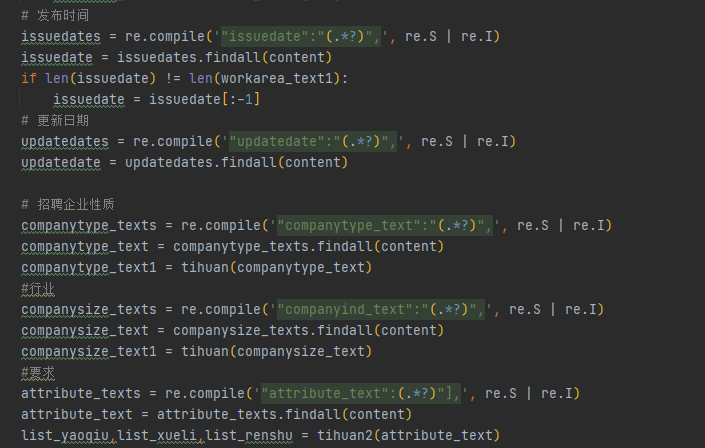 # 发布时间
issuedates = re.compile('"issuedate":"(.*?)",', re.S | re.I)
issuedate = issuedates.findall(content)
if len(issuedate) != len(workarea_text1):
    issuedate = issuedate[:-1]
# 更新日期
updatedates = re.compile('"updatedate":"(.*?)",', re.S | re.I)
updatedate = updatedates.findall(content)
# 招聘企业性质
companytype_texts = re.compile('"companytype_text":"(.*?)",', re.S | re.I)
companytype_text = companytype_texts.findall(content)
companytype_text1 = tihuan(companytype_text)
#行业
companysize_texts = re.compile('"companyind_text":"(.*?)",', re.S | re.I)
companysize_text = companysize_texts.findall(content)
companysize_text1 = tihuan(companysize_text)
#要求
attribute_texts = re.compile('"attribute_text":(.*?)"],', re.S | re.I)
attribute_text = attribute_texts.findall(content)
list_yaoqiu,list_xueli,list_renshu = tihuan2(attribute_text)